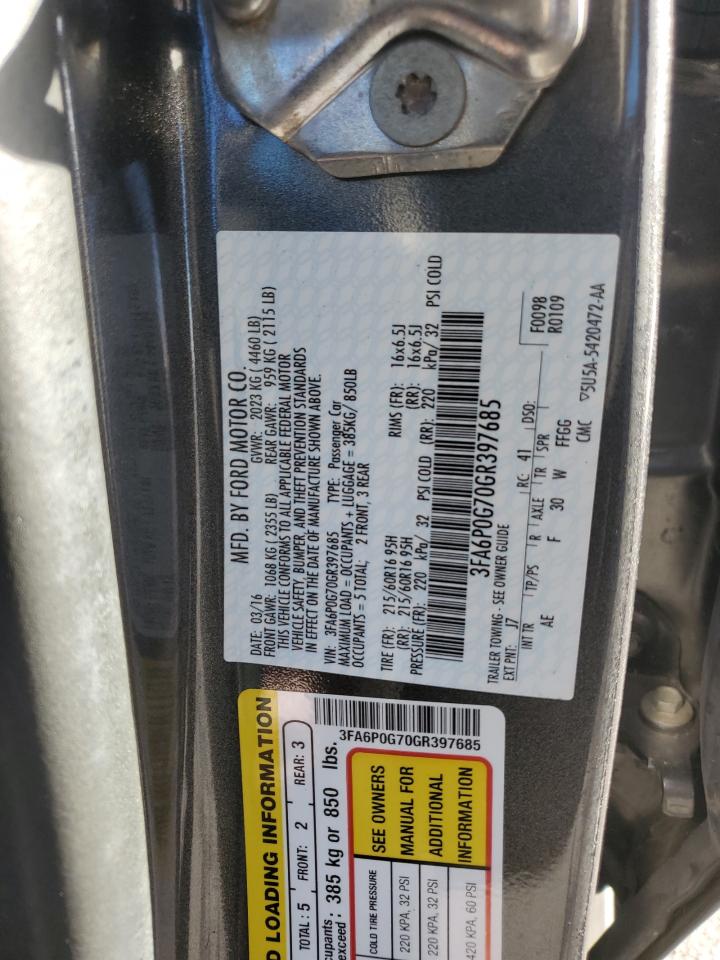 MFD. BY FORD MOTOR CO.
DATE: 03/16 GVWR: 2023 KG ( 4460 LB)
FRONT GAWR: 1068 KG ( 2355 LB) REAR GAWR: 959 KG ( 2115 LB)
THIS VEHICLE CONFORMS TO ALL APPLICABLE FEDERAL MOTOR
VEHICLE SAFETY, BUMPER, AND THEFT PREVENTION STANDARDS
IN EFFECT ON THE DATE OF MANUFACTURE SHOWN ABOVE.
VIN: 3FA6P0G70GR397685 TYPE: Passenger Car
MAXIMUM LOAD = OCCUPANTS + LUGGAGE = 385KG/ 850LB
OCCUPANTS = 5 TOTAL; 2 FRONT, 3 REAR
TIRE (FR): 215/60R16 95H RIMS (FR): 16x6.5J
(RR): 215/60R16 95H (RR): 16x6.5J
PRESSURE (FR): 220 kPa/ 32 PSI COLD (RR): 220 kPa/ 32 PSI COLD
3FA6P0G70GR397685
TRAILER TOWING - SEE OWNER GUIDE
EXT PNT: J7 RC: 41 DSO: F0098
R0109
INT TR TP/PS R AXLE TR SPR
AE F 30 W FFGG
CMC 5U5A-5420472-AA
LOADING INFORMATION
TOTAL : 5 FRONT: 2 REAR: 3
cupants
exceed : 385 kg or 850 lbs.
3FA6P0G70GR397685
COLD TIRE PRESSURE
220 KPA, 32 PSI
220 KPA, 32 PSI
420 KPA, 60 PSI
SEE OWNERS
MANUAL FOR
ADDITIONAL
INFORMATION